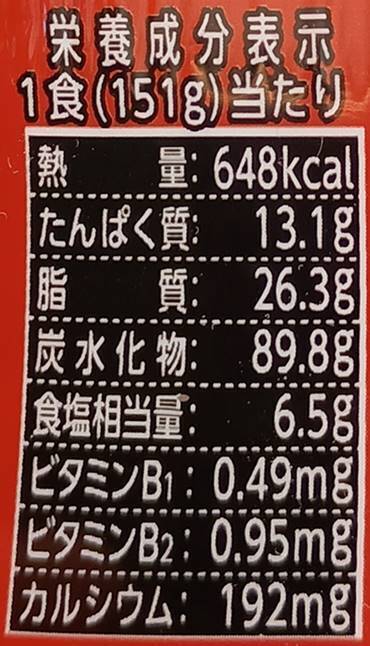 栄養成分表示
1食(151g)当たり
熱量: 648kcal
たんぱく質: 13.1g
脂質: 26.3g
炭水化物: 89.8g
食塩相当量: 6.5g
ビタミンB1: 0.49mg
ビタミンB2: 0.95mg
カルシウム: 192mg